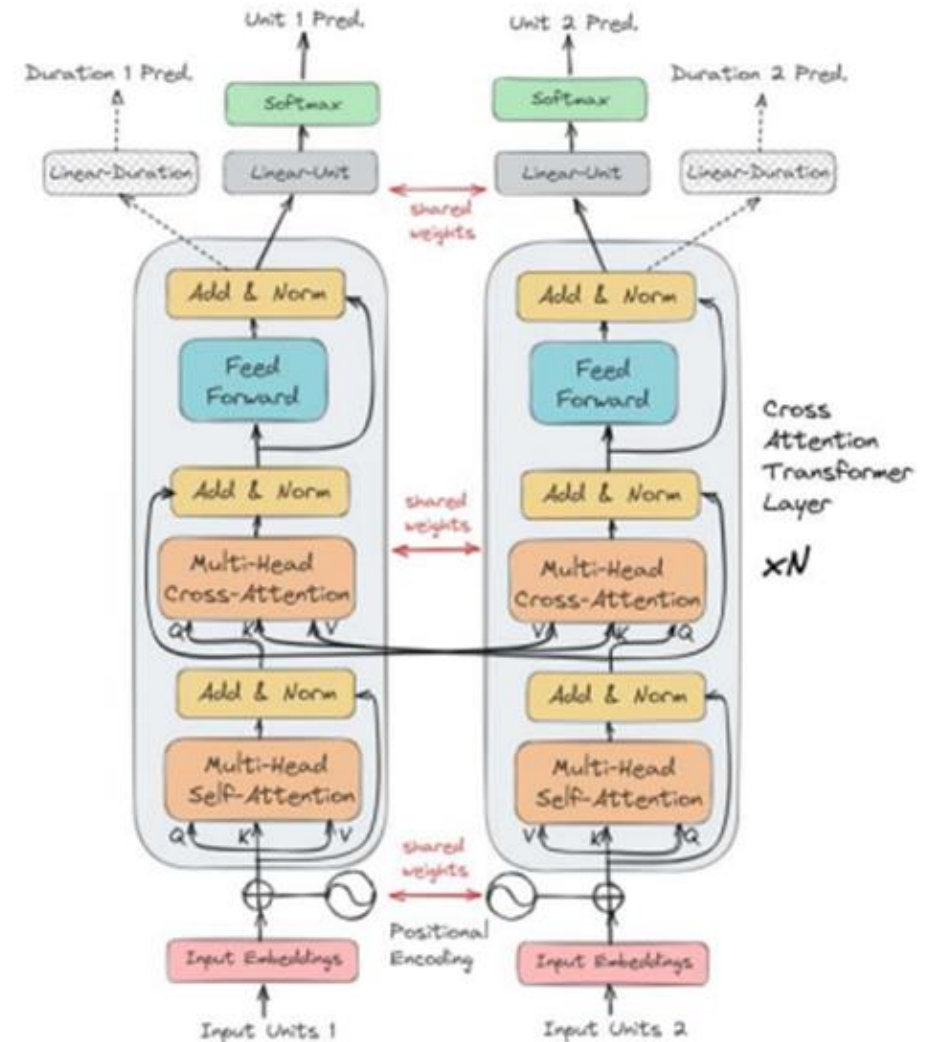 Unit 1 Pred.
Unit 2 Pred.
Duration 1 Pred.
Duration 2 Pred.
Softmax
Softmax
Linear-Duration
Linear-Unit
Linear-Unit
Linear-Duration
shared
weights
Add & Norm
Add & Norm
Feed
Forward
Feed
Forward
Cross
Attention
Transformer
Layer
xN
Add & Norm
Add & Norm
shared
weights
Multi-Head
Cross-Attention
Multi-Head
Cross-Attention
Q K V
V K Q
Add & Norm
Add & Norm
Multi-Head
Self-Attention
Multi-Head
Self-Attention
Q K V
V K Q
shared
weights
Positional
Encoding
Input Embeddings
Input Embeddings
Input Units 1
Input Units 2